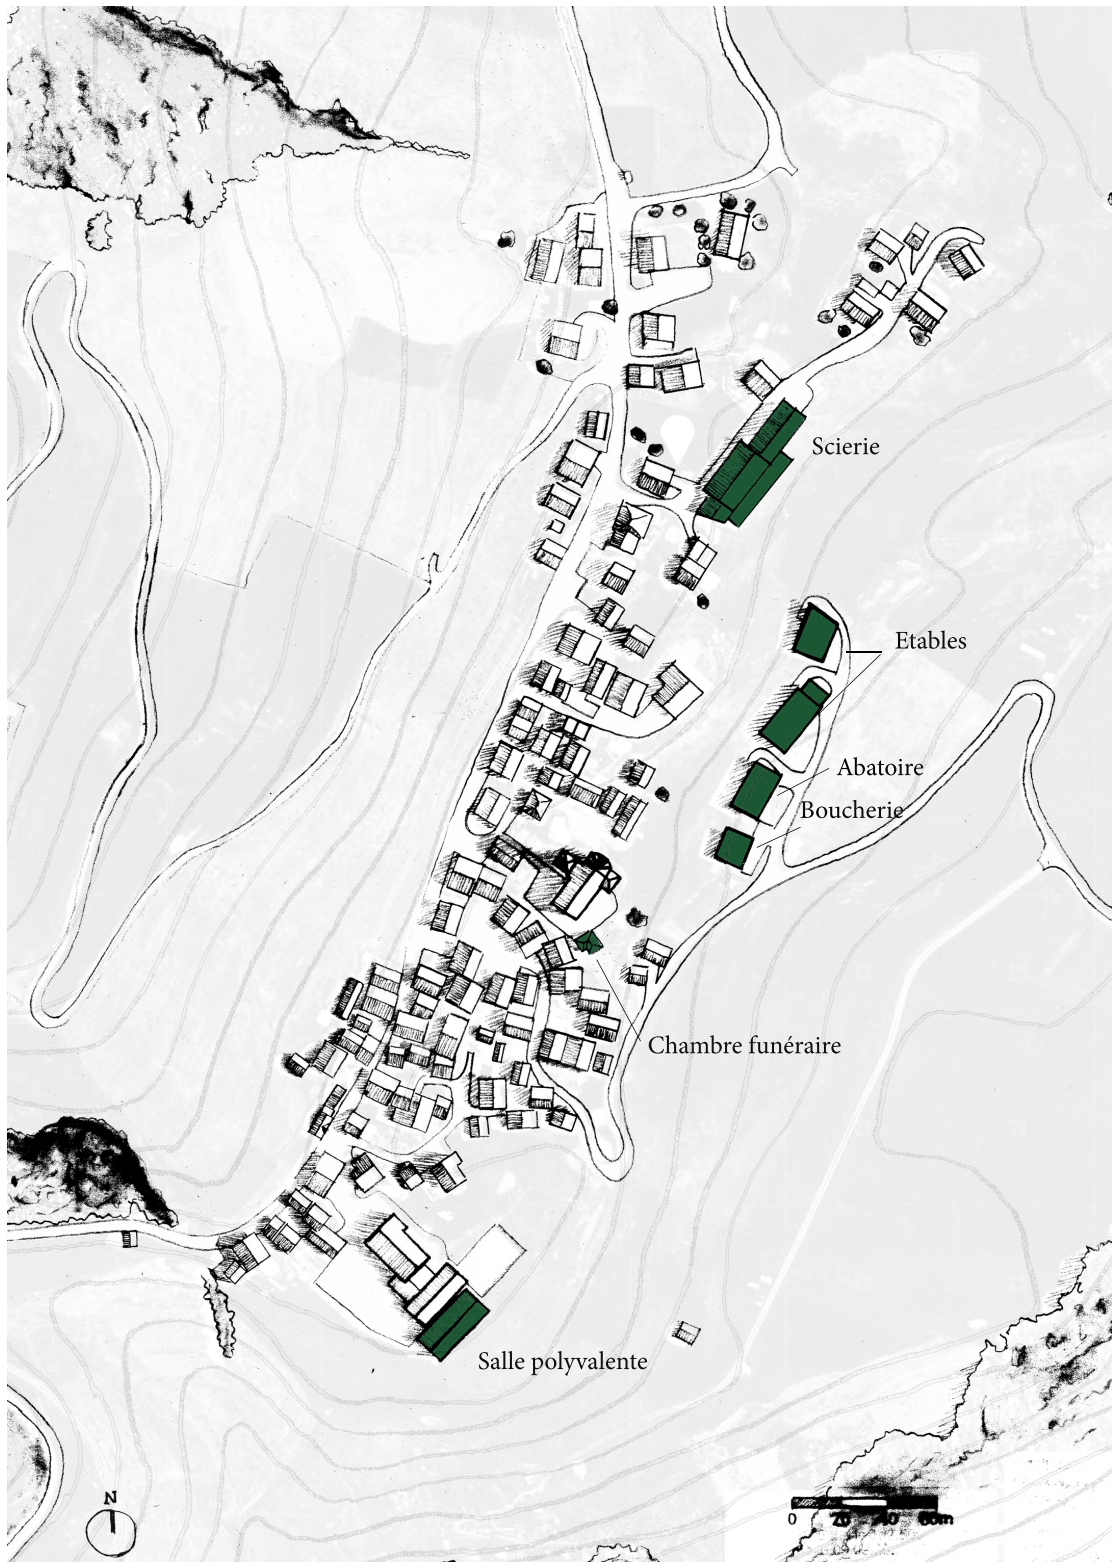 Scierie
Etables
Abatoire
Boucherie
Chambre funéraire
Salle polyvalente
N
0 20 40 60m